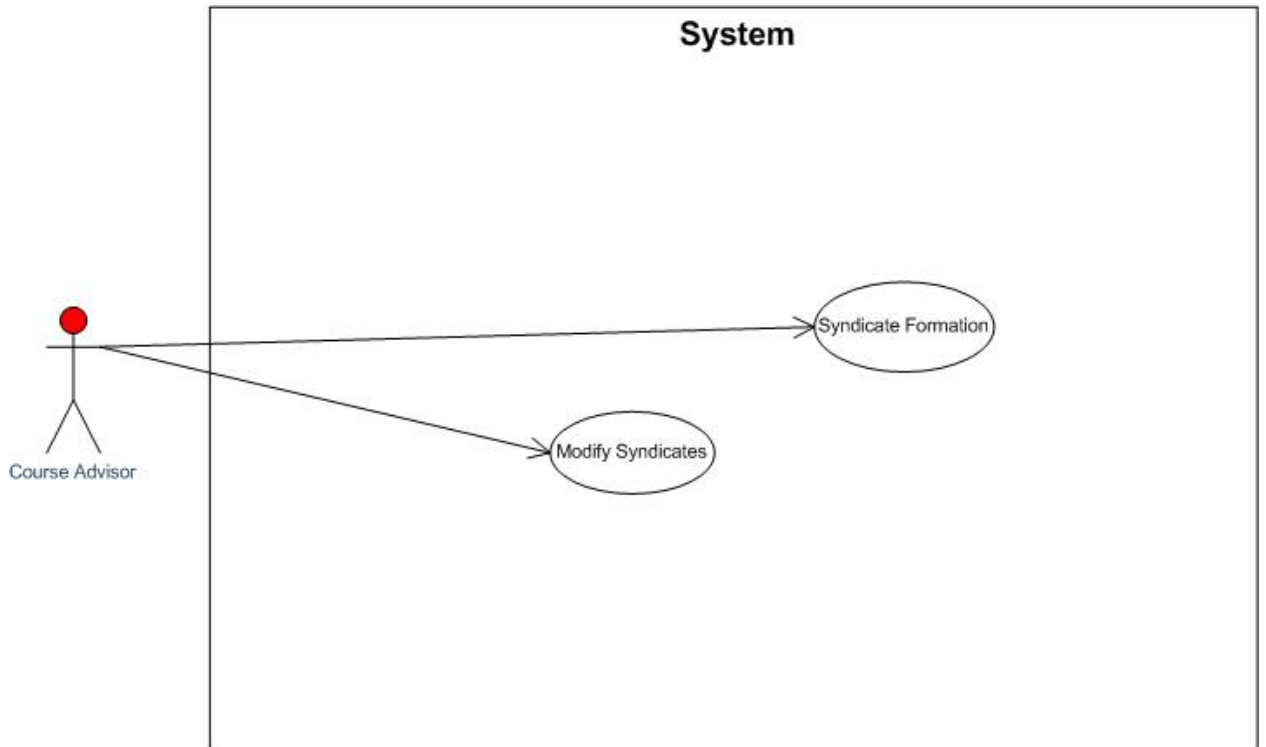 System
Syndicate Formation
Modify Syndicates
Course Advisor